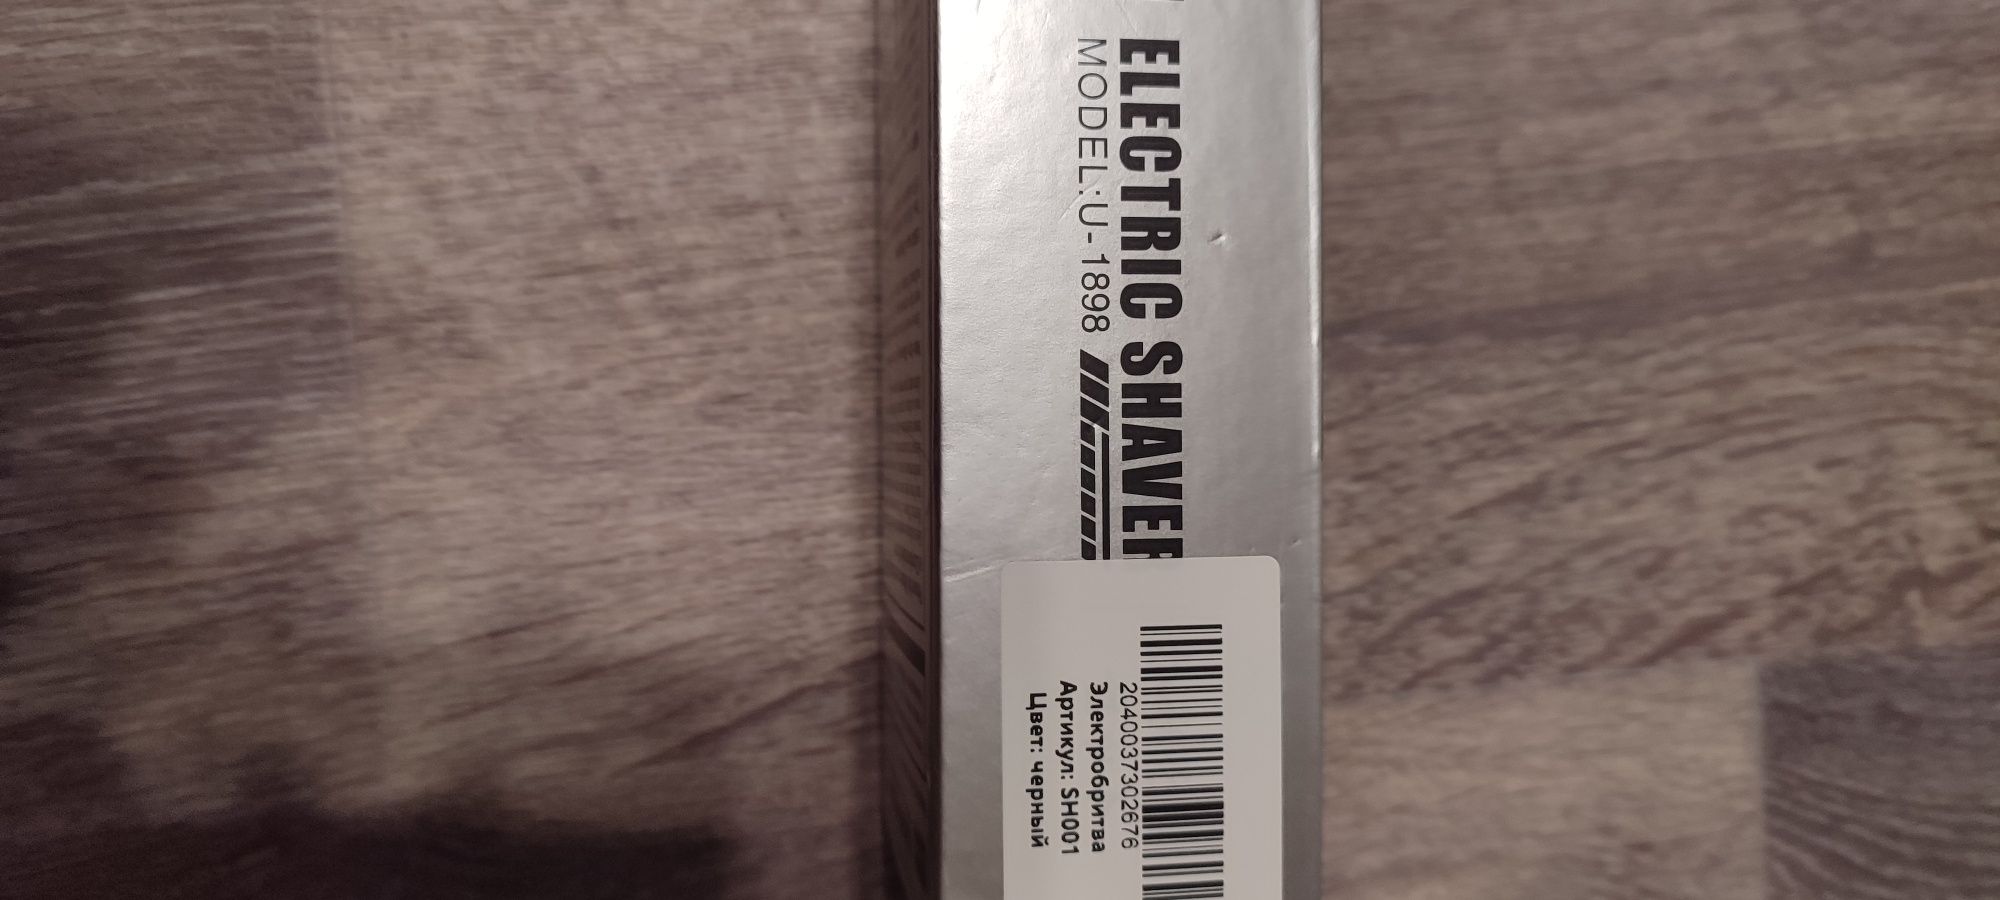 ELECTRIC SHAVER
MODEL:U-1898
2040037302676
Электробритва
Артикул: SH001
Цвет: черный